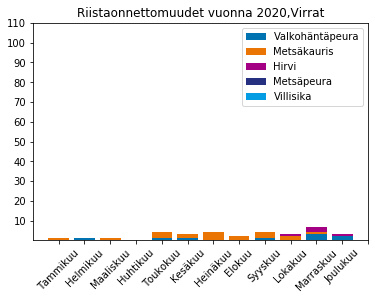 Riistaonnettomuudet vuonna 2020,Virrat
110
100
90
80
70
60
50
40
30
20
10
Valkohäntäpeura
Metsäkauris
Hirvi
Metsäpeura
Villisika
Tammikuu
Helmikuu
Maaliskuu
Huhtikuu
Toukokuu
Kesäkuu
Heinäkuu
Elokuu
Syyskuu
Lokakuu
Marraskuu
Joulukuu